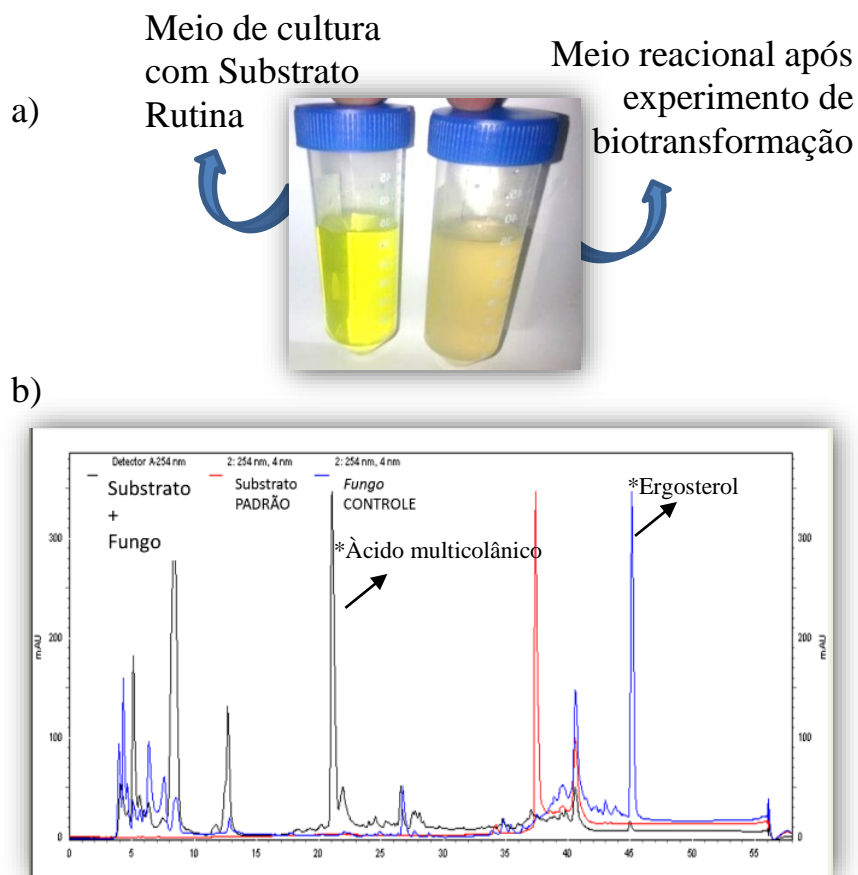 Meio de cultura
com Substrato
Rutina
Meio reacional após
experimento de
biotransformação
a)
b)
Detector A-254 nm
Substrato
+
Fungo
2: 254 nm, 4 nm
Substrato
PADRÃO
2: 254 nm, 4 nm
Fungo
CONTROLE
*Àcido multicolânico
*Ergosterol
mAU
300
200
100
0
mAU
300
200
100
0
0 5 10 15 20 25 30 35 40 45 50 55